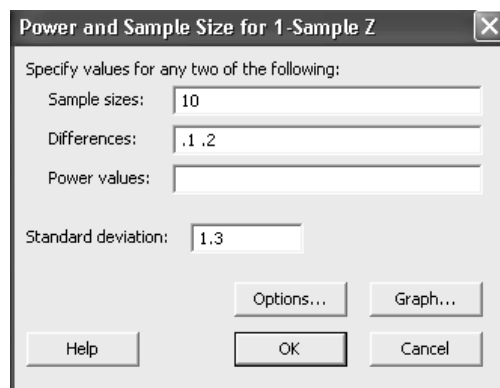 Power and Sample Size for 1-Sample Z
Specify values for any two of the following:
Sample sizes: 10
Differences: .1 .2
Power values:
Standard deviation: 1.3
Options... Graph...
Help OK Cancel